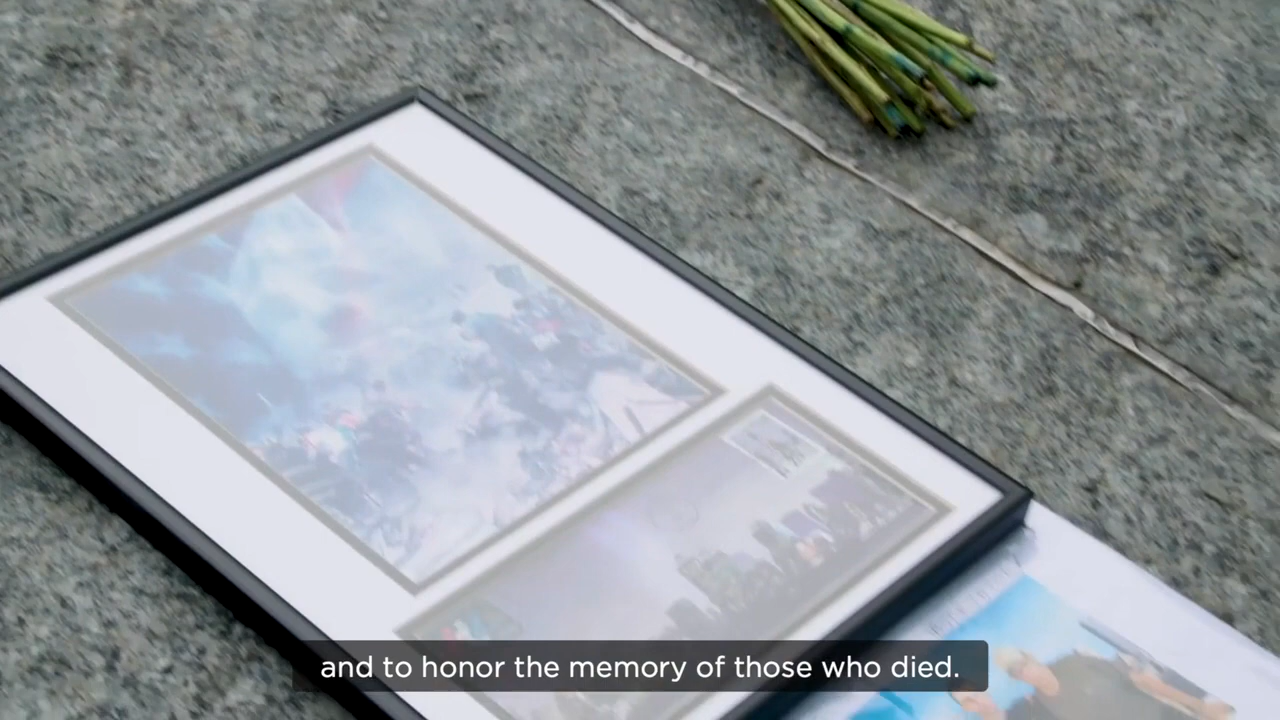 and to honor the memory of those who died.